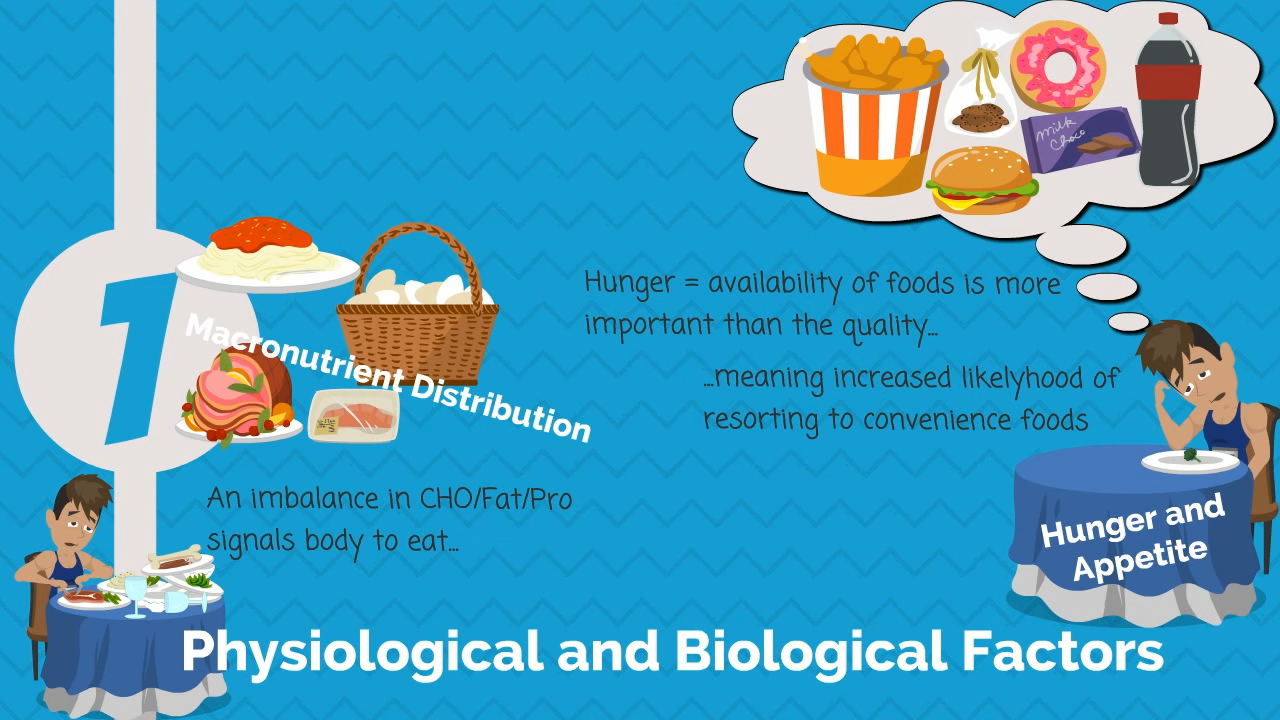 1
Macronutrient Distribution
An imbalance in CHO/Fat/Pro
signals body to eat...
Hunger = availability of foods is more
important than the quality...
...meaning increased likelyhood of
resorting to convenience foods
milk
Choco
Hunger and
Appetite
Physiological and Biological Factors